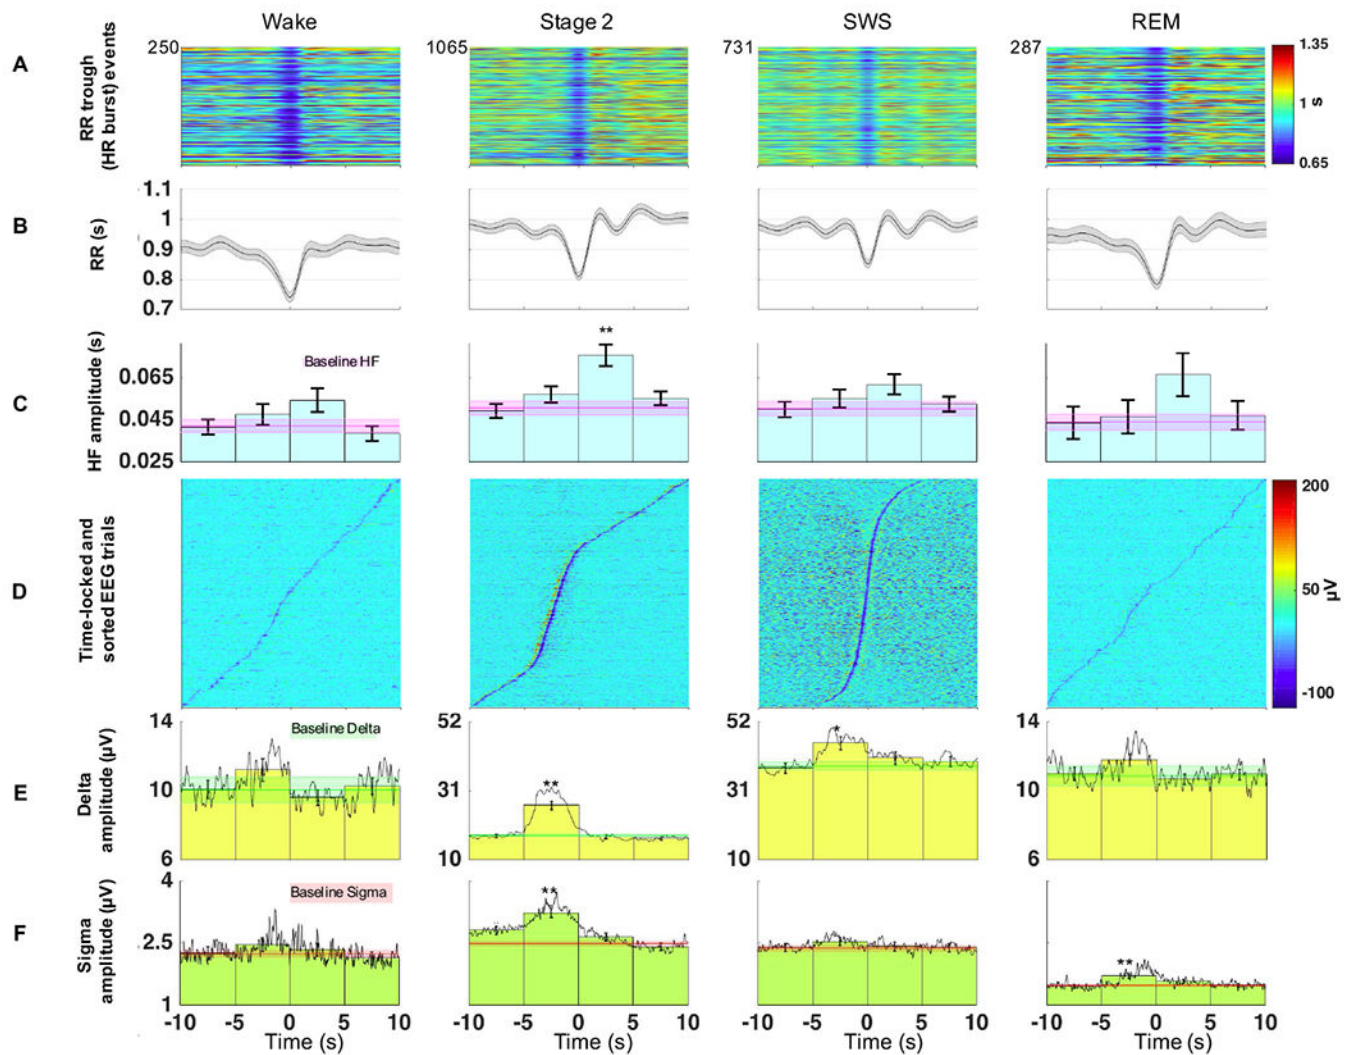 Wake Stage 2 SWS REM
A
RR trough
(HR burst) events
250 1065 731 287
1.35
1 s
0.65
B
RR (s)
1.1
1
0.9
0.8
0.7
C
HF amplitude (s)
Baseline HF
**
0.065
0.045
0.025
D
Time-locked and
sorted EEG trials
200
50
-100
µV
E
Delta
amplitude (µV)
Baseline Delta
14 52 52 14
10 31 31 10
6 10 10 6
** *
F
Sigma
amplitude (µV)
Baseline Sigma
4
2.5
1
** **
-10 -5 0 5 10 -10 -5 0 5 10 -10 -5 0 5 10 -10 -5 0 5 10
Time (s) Time (s) Time (s) Time (s)